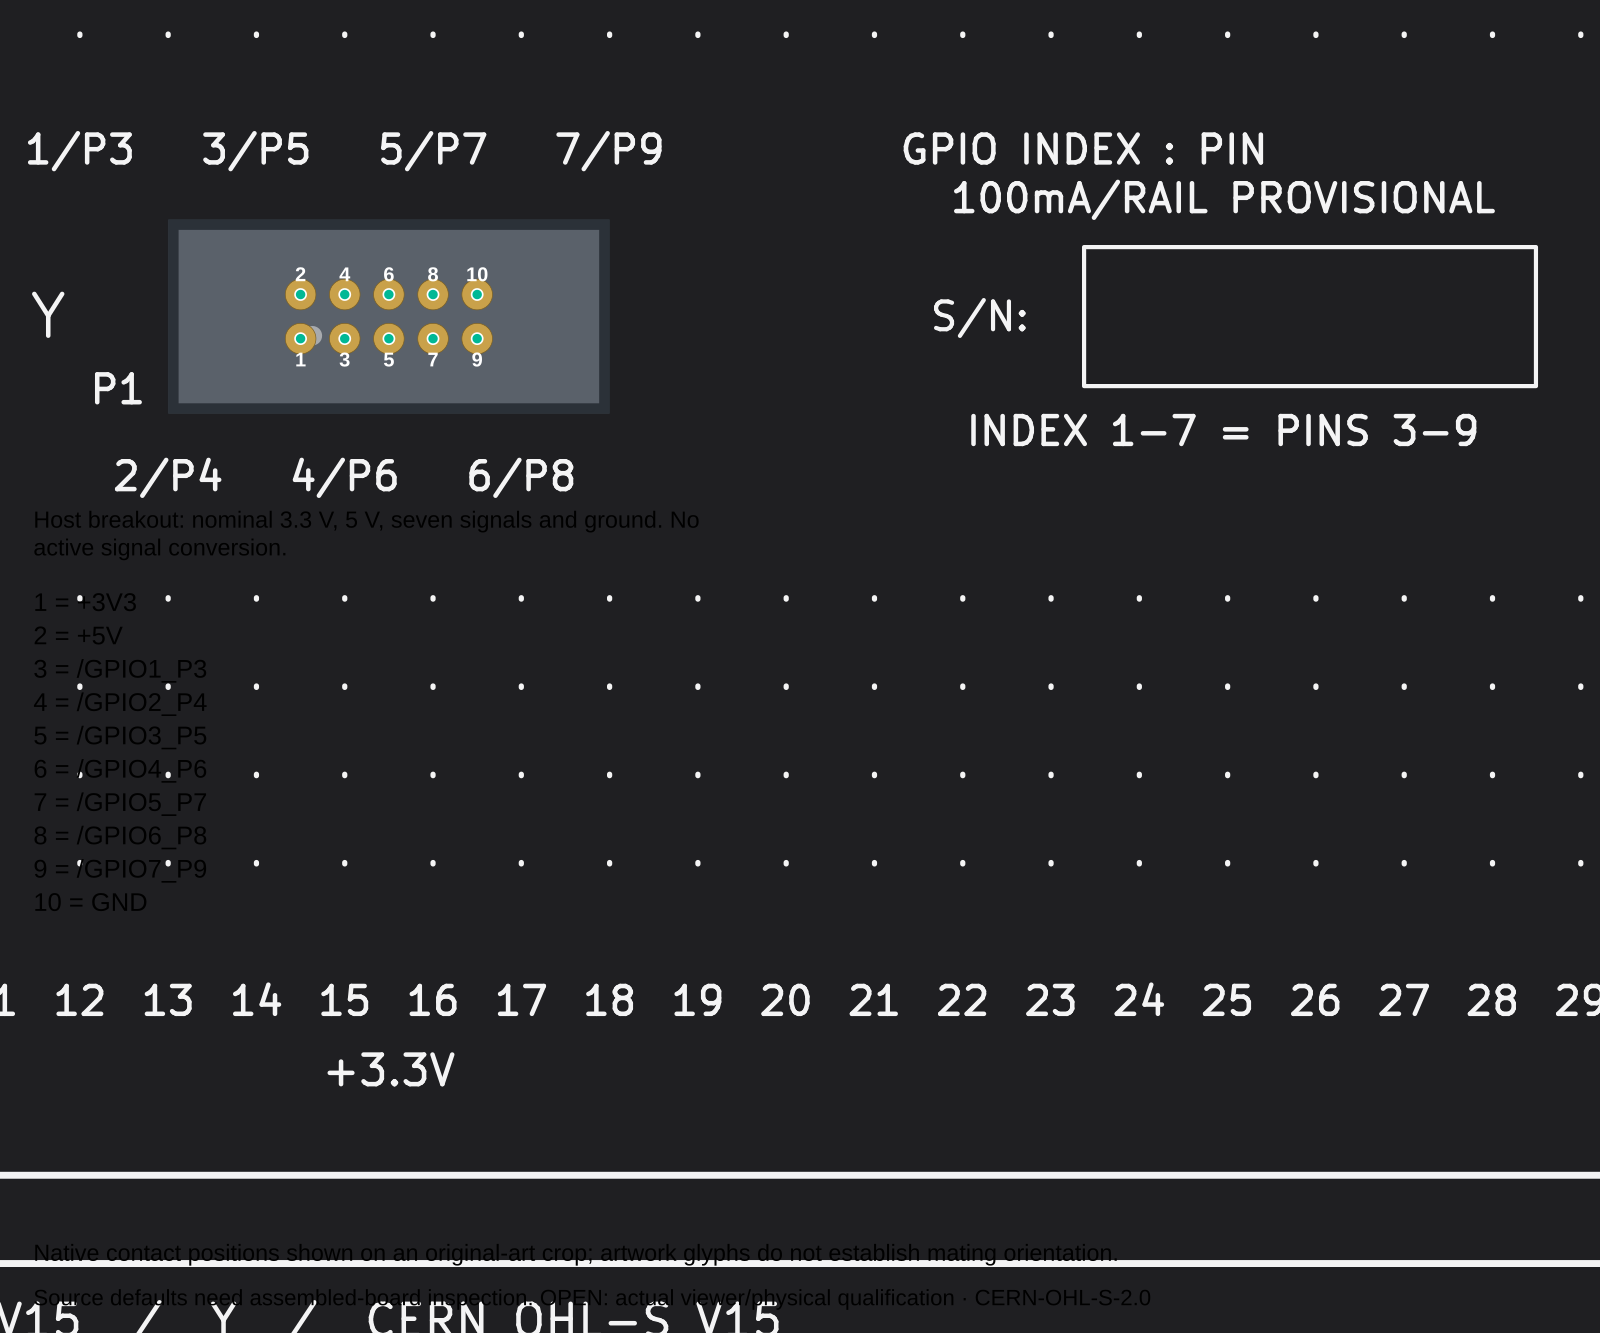 1/P3 3/P5 5/P7 7/P9
GPIO INDEX : PIN
100mA/RAIL PROVISIONAL
2 4 6 8 10
Y
S/N:
1 3 5 7 9
P1
INDEX 1-7 = PINS 3-9
2/P4 4/P6 6/P8
Host breakout: nominal 3.3 V, 5 V, seven signals and ground. No
active signal conversion.
1 = +3V3
2 = +5V
3 = /GPIO1_P3
4 = /GPIO2_P4
5 = /GPIO3_P5
6 = /GPIO4_P6
7 = /GPIO5_P7
8 = /GPIO6_P8
9 = /GPIO7_P9
10 = GND
1 12 13 14 15 16 17 18 19 20 21 22 23 24 25 26 27 28 29
+3.3V
Native contact positions shown on an original-art crop; artwork glyphs do not establish mating orientation.
Source defaults need assembled-board inspection. OPEN: actual viewer/physical qualification · CERN-OHL-S-2.0
V15 / Y / CERN OHL-S V15